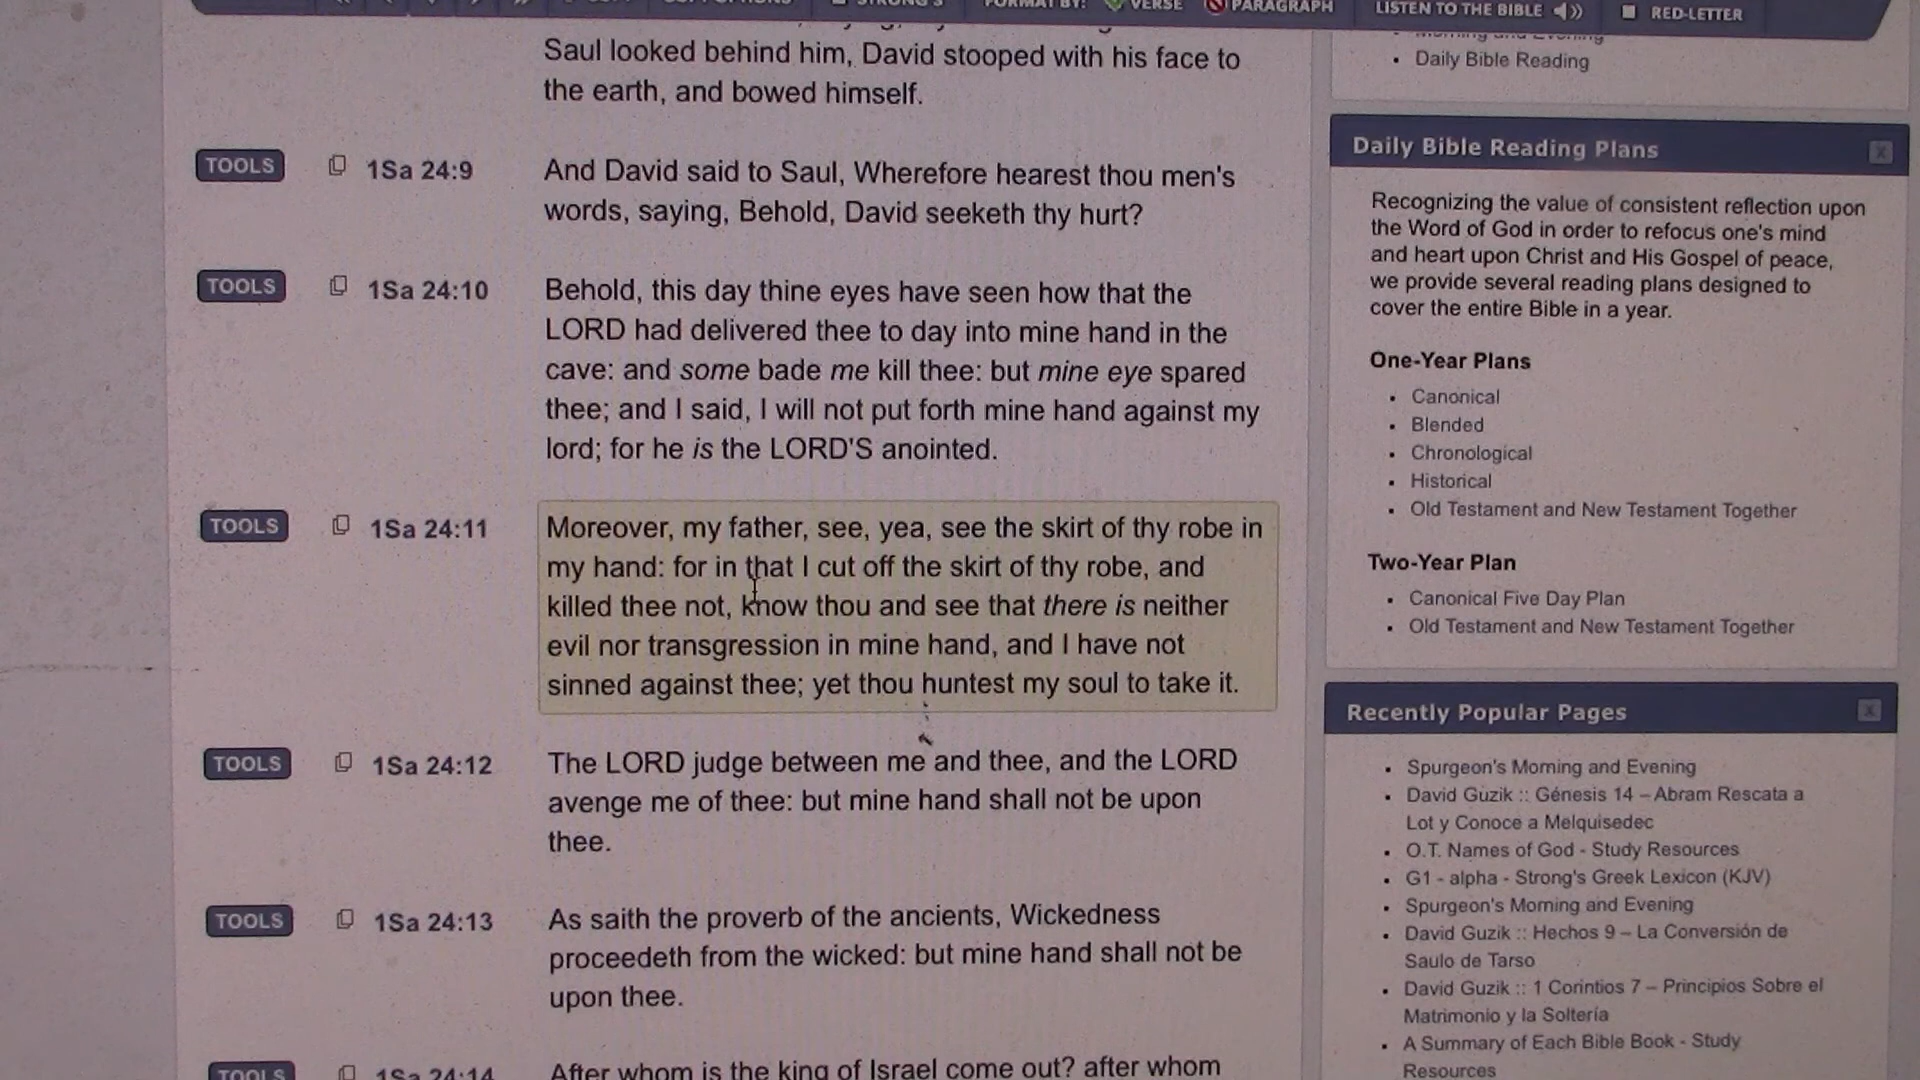 COPY OPTIONS
STRONG'S
FORMAT BY:
VERSE
PARAGRAPH
LISTEN TO THE BIBLE
RED-LETTER
Saul looked behind him, David stooped with his face to
the earth, and bowed himself.
TOOLS
1Sa 24:9
And David said to Saul, Wherefore hearest thou men's
words, saying, Behold, David seeketh thy hurt?
TOOLS
1Sa 24:10
Behold, this day thine eyes have seen how that the
LORD had delivered thee to day into mine hand in the
cave: and some bade me kill thee: but mine eye spared
thee; and I said, I will not put forth mine hand against my
lord; for he is the LORD'S anointed.
TOOLS
1Sa 24:11
Moreover, my father, see, yea, see the skirt of thy robe in
my hand: for in that I cut off the skirt of thy robe, and
killed thee not, know thou and see that there is neither
evil nor transgression in mine hand, and I have not
sinned against thee; yet thou huntest my soul to take it.
TOOLS
1Sa 24:12
The LORD judge between me and thee, and the LORD
avenge me of thee: but mine hand shall not be upon
thee.
TOOLS
1Sa 24:13
As saith the proverb of the ancients, Wickedness
proceedeth from the wicked: but mine hand shall not be
upon thee.
TOOLS
1Sa 24:14
After whom is the king of Israel come out? after whom
Morning and Evening
Daily Bible Reading
Daily Bible Reading Plans
Recognizing the value of consistent reflection upon
the Word of God in order to refocus one's mind
and heart upon Christ and His Gospel of peace,
we provide several reading plans designed to
cover the entire Bible in a year.
One-Year Plans
Canonical
Blended
Chronological
Historical
Old Testament and New Testament Together
Two-Year Plan
Canonical Five Day Plan
Old Testament and New Testament Together
Recently Popular Pages
Spurgeon's Morning and Evening
David Guzik :: Génesis 14 – Abram Rescata a
Lot y Conoce a Melquisedec
O.T. Names of God - Study Resources
G1 - alpha - Strong's Greek Lexicon (KJV)
Spurgeon's Morning and Evening
David Guzik :: Hechos 9 – La Conversión de
Saulo de Tarso
David Guzik :: 1 Corintios 7 – Principios Sobre el
Matrimonio y la Soltería
A Summary of Each Bible Book - Study
Resources